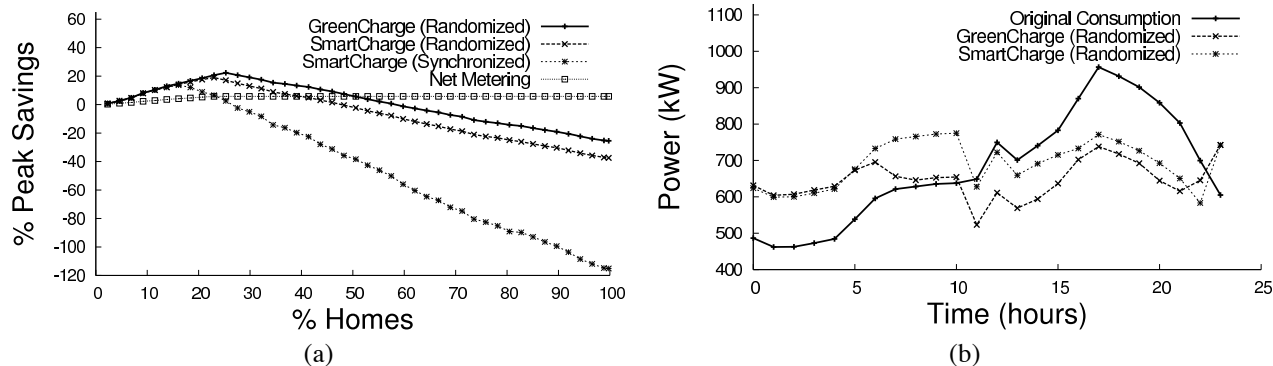 60
40
20
0
-20
-40
-60
-80
-100
-120
% Peak Savings
GreenCharge (Randomized)
SmartCharge (Randomized)
SmartCharge (Synchronized)
Net Metering
0 10 20 30 40 50 60 70 80 90 100
% Homes
(a)
1100
1000
900
800
700
600
500
400
Power (kW)
Original Consumption
GreenCharge (Randomized)
SmartCharge (Randomized)
0 5 10 15 20 25
Time (hours)
(b)